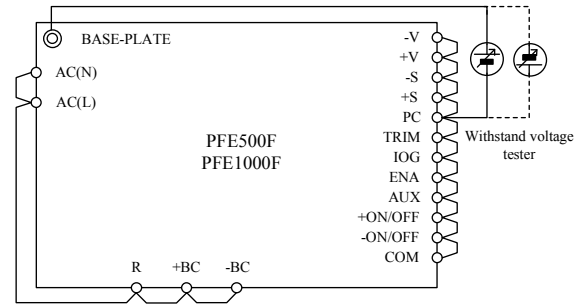 BASE-PLATE
AC(N)
AC(L)
PFE500F
PFE1000F
-V
+V
-S
+S
PC
TRIM
IOG
ENA
AUX
+ON/OFF
-ON/OFF
COM
Withstand voltage
tester
R +BC -BC